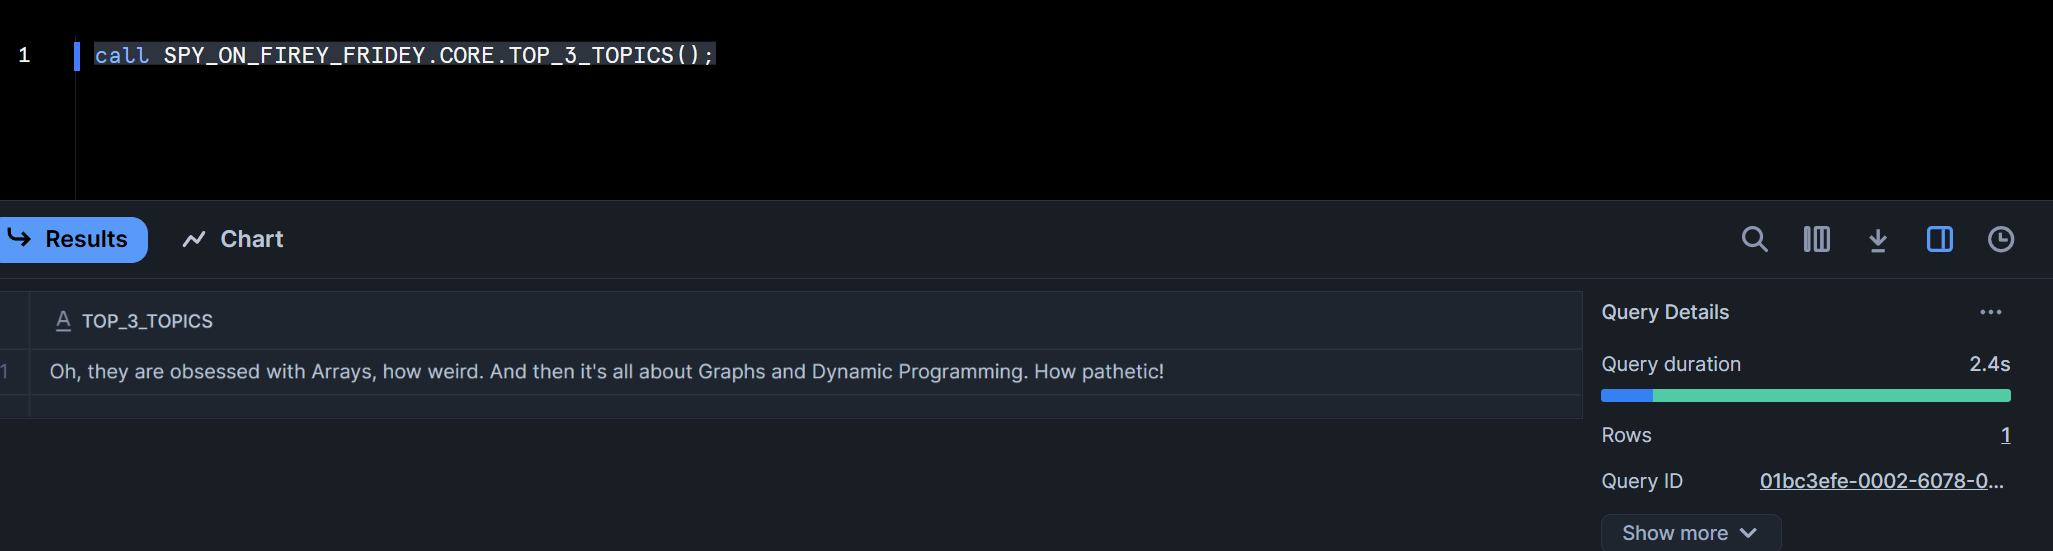 1 call SPY_ON_FIREY_FRIDEY.CORE.TOP_3_TOPICS();
Results Chart
A TOP_3_TOPICS
1 Oh, they are obsessed with Arrays, how weird. And then it's all about Graphs and Dynamic Programming. How pathetic!
Query Details ...
Query duration 2.4s
Rows 1
Query ID 01bc3efe-0002-6078-0...
Show more